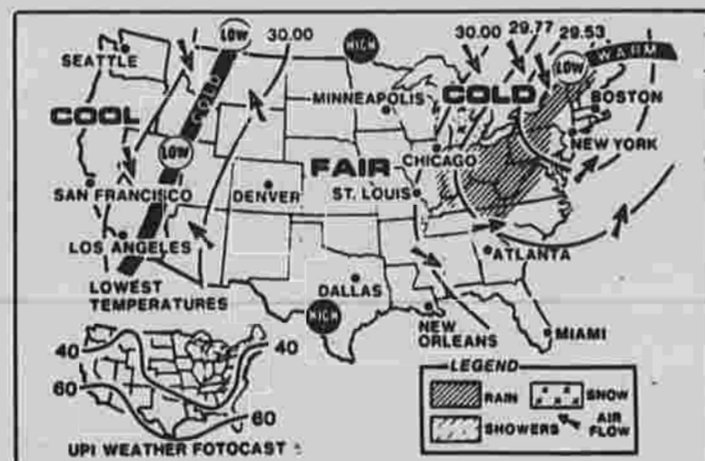 LOW
30.00
HIGH
30.00
29.77
29.53
LOW
WARM
SEATTLE
COLD
MINNEAPOLIS
COLD
BOSTON
COOL
LOW
NEW YORK
CHICAGO
FAIR
SAN FRANCISCO
DENVER
ST. LOUIS
LOS ANGELES
ATLANTA
LOWEST
TEMPERATURES
DALLAS
HIGH
NEW
ORLEANS
MIAMI
40
40
60
60
LEGEND
RAIN
SNOW
SHOWERS
AIR
FLOW
UPI WEATHER FOTOCAST